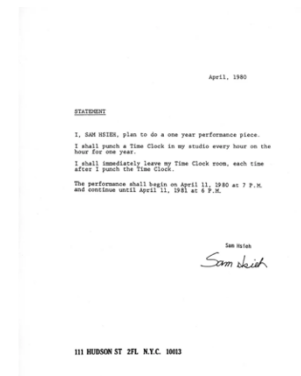 April, 1980
STATEMENT
I, SAM HSIEH, plan to do a one year performance piece.
I shall punch a Time Clock in my studio every hour on the
hour for one year.
I shall immediately leave my Time Clock room, each time
after I punch the Time Clock.
The performance shall begin on April 11, 1980 at 7 P.M.
and continue until April 11, 1981 at 6 P.M.
Sam Hsieh
Sam Hsieh
111 HUDSON ST 2FL N.Y.C. 10013